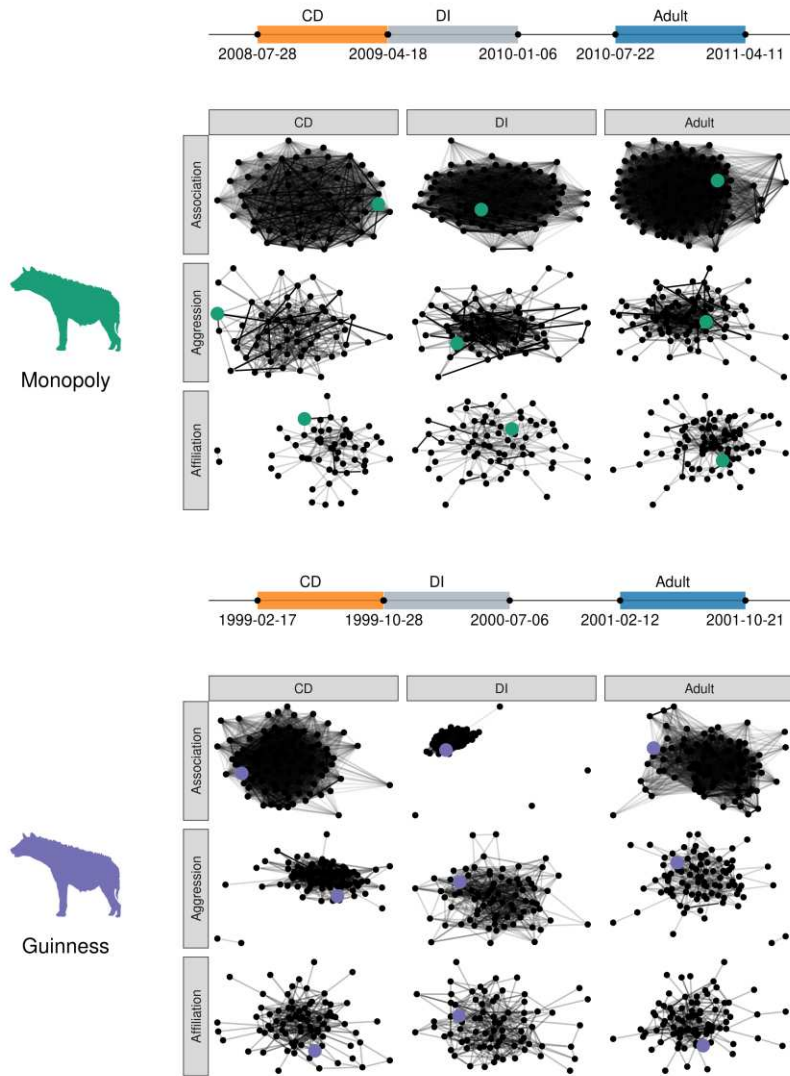 CD DI Adult
2008-07-28 2009-04-18 2010-01-06 2010-07-22 2011-04-11
CD DI Adult
Association
Aggression
Monopoly
Affiliation
CD DI Adult
1999-02-17 1999-10-28 2000-07-06 2001-02-12 2001-10-21
CD DI Adult
Association
Aggression
Guinness
Affiliation